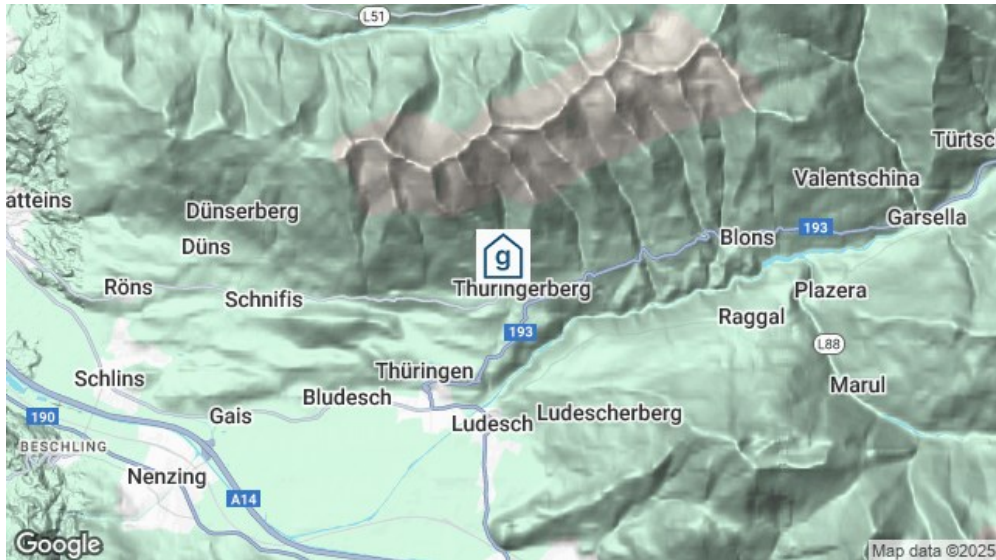 L51
Türtsc
Valentschina
atteins
Dünserberg
Garsella
193
Blons
Düns
g
Röns
Schnifis
Thüringerberg
Plazera
Raggal
193
L88
Thüringen
Schlins
Marul
Bludesch
Gais
Ludesch
Ludescherberg
190
BESCHLING
Nenzing
A14
Google
Map data ©2025